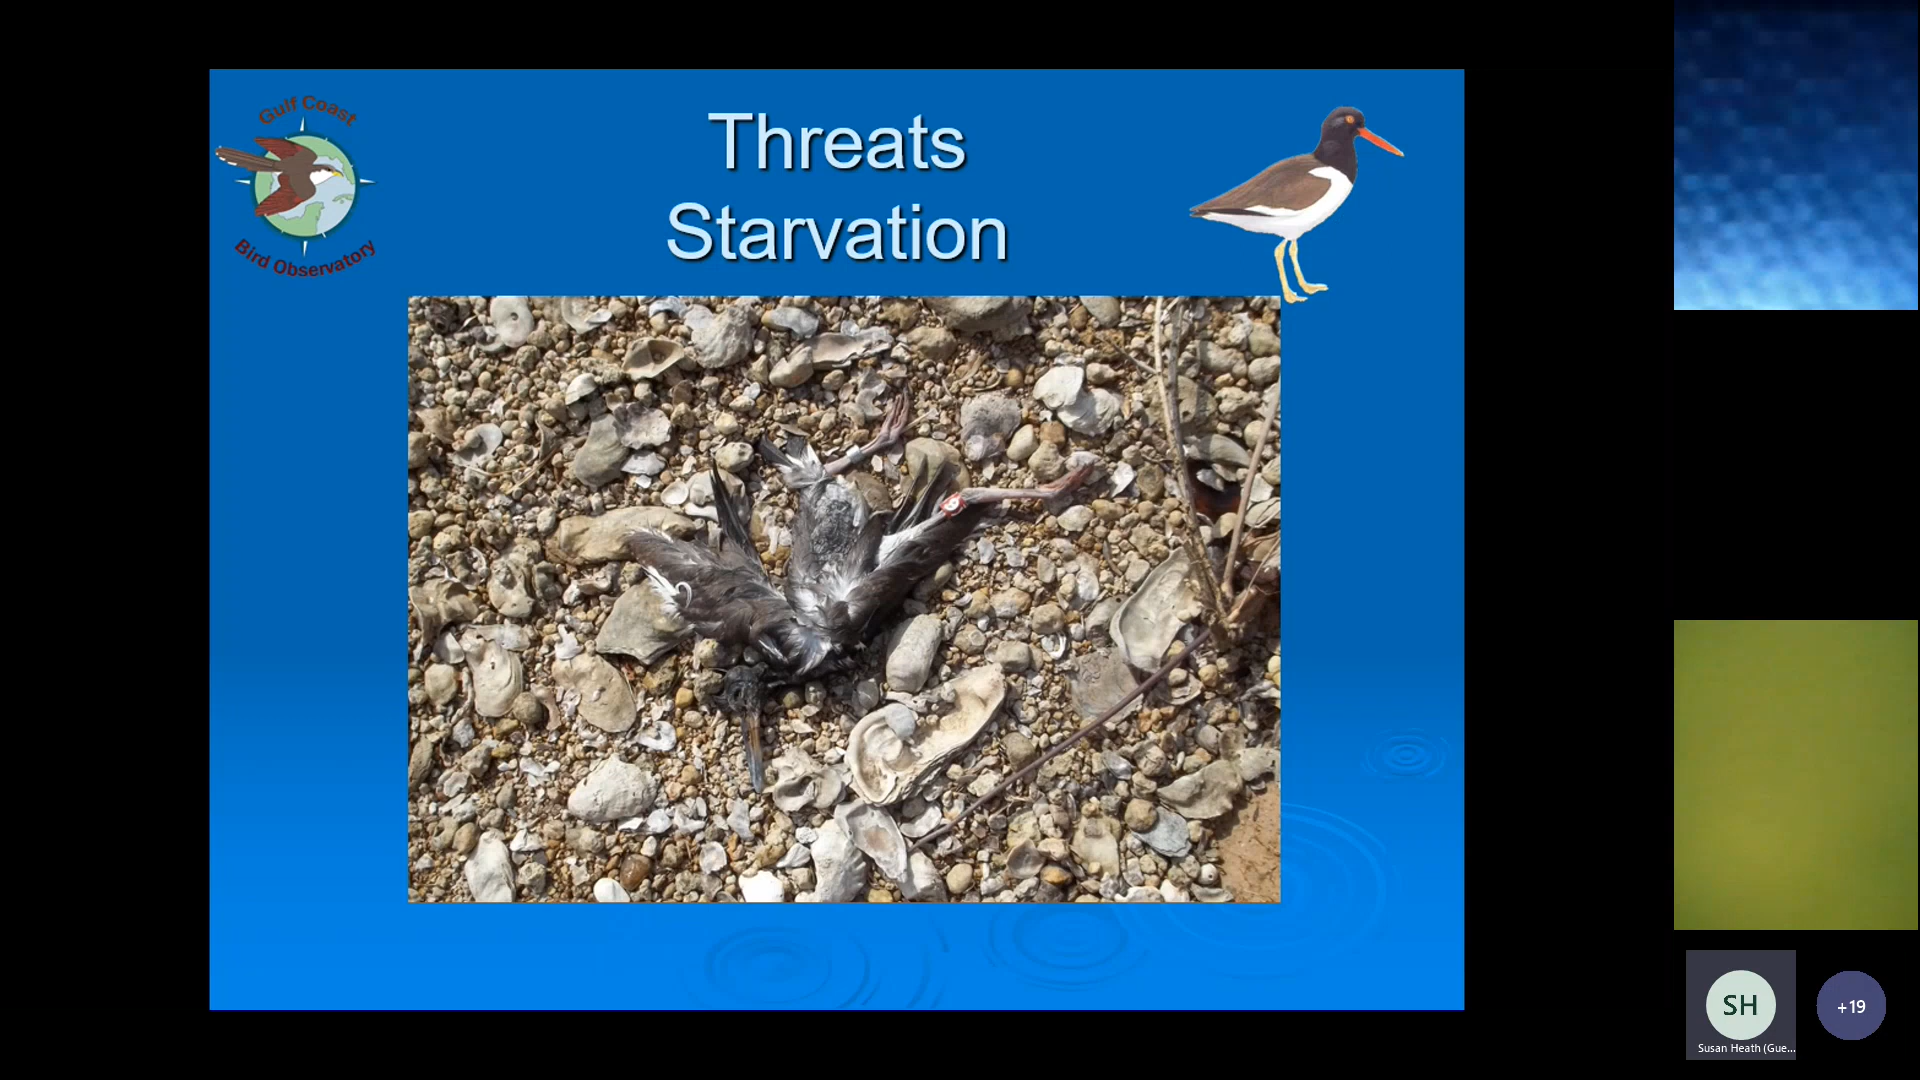 Gulf Coast
Bird Observatory
Threats
Starvation
SH
Susan Heath (Gue...
+19